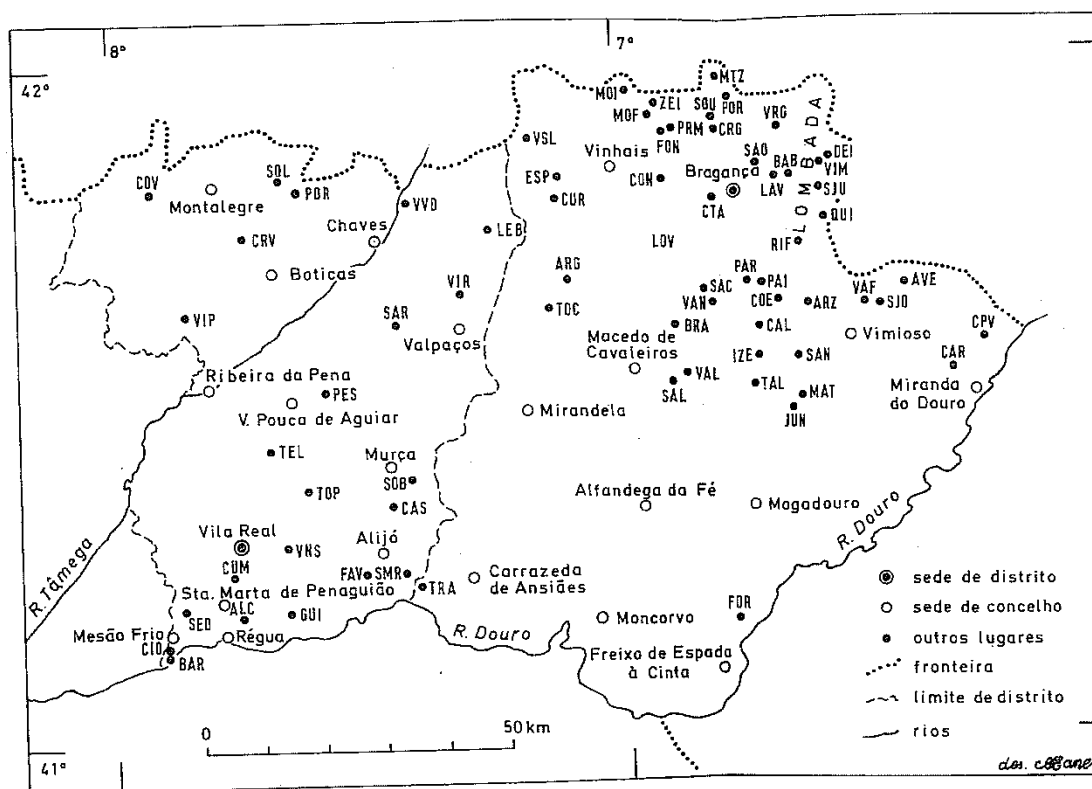 8°
7°
42°
MTZ
MOI
ZEI
SOU
POR
VRG
MOF
PRM
CRG
FON
VSL
DEI
SAO
BAB
VIM
Vinhais
Bragança
LOMBADA
SOL
ESP
CON
LAV
SJU
COV
Montalegre
POR
CUR
CTA
VVD
QUI
Chaves
LEB
CRV
LOV
RIF
Boticas
ARG
PAR
AVE
VIR
SAC
PAI
VAF
VAN
COE
ARZ
SJO
TOC
SAR
VIP
BRA
CAL
CPV
Valpaços
Macedo de
Cavaleiros
Vimioso
IZE
SAN
CAR
Ribeira da Pena
VAL
Miranda
do Douro
PES
SAL
TAL
MAT
V. Pouca de Aguiar
Mirandela
JUN
TEL
Murça
SOB
TOP
CAS
Alfandega da Fé
Mogadouro
R. Douro
Vila Real
VNS
Alijó
R. Tâmega
CUM
FAV
SMR
Carrazeda
de Ansiães
sede de distrito
Sta. Marta de Penaguião
TRA
ALC
sede de concelho
SED
GUI
Moncorvo
FOR
Mesão Frio
Régua
R. Douro
outros lugares
CID
BAR
Freixo de Espada
à Cinta
fronteira
limite de distrito
0
50 km
rios
41°
des.